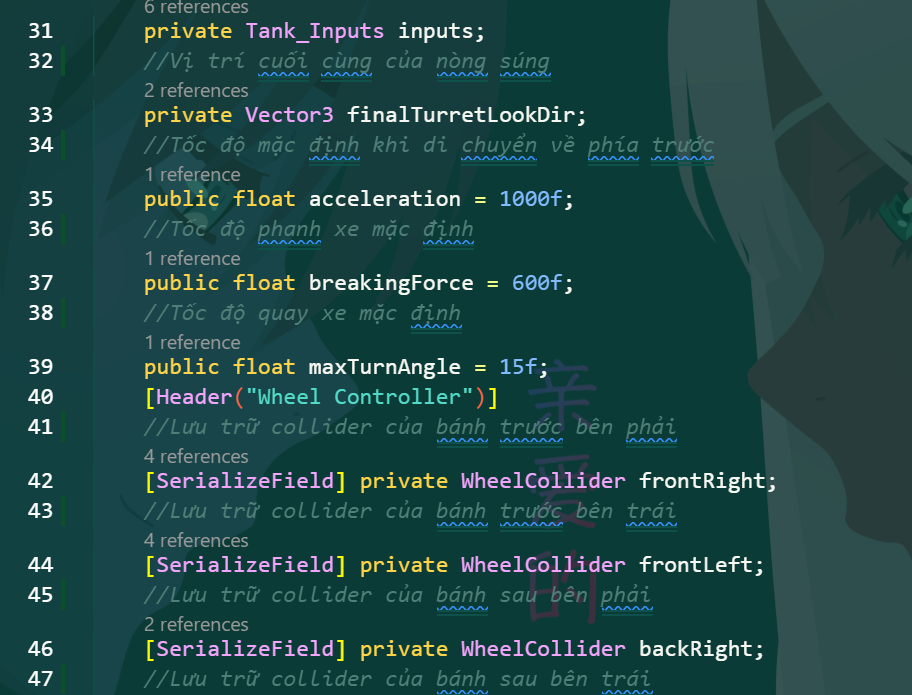 6 references
31 private Tank_Inputs inputs;
32 //Vị trí cuối cùng của nòng súng
2 references
33 private Vector3 finalTurretLookDir;
34 //Tốc độ mặc định khi di chuyển về phía trước
1 reference
35 public float acceleration = 1000f;
36 //Tốc độ phanh xe mặc định
1 reference
37 public float breakingForce = 600f;
38 //Tốc độ quay xe mặc định
1 reference
39 public float maxTurnAngle = 15f;
40 [Header("Wheel Controller")]
41 //Lưu trữ collider của bánh trước bên phải
4 references
42 [SerializeField] private WheelCollider frontRight;
43 //Lưu trữ collider của bánh trước bên trái
4 references
44 [SerializeField] private WheelCollider frontLeft;
45 //Lưu trữ collider của bánh sau bên phải
2 references
46 [SerializeField] private WheelCollider backRight;
47 //Lưu trữ collider của bánh sau bên trái
亲爱的